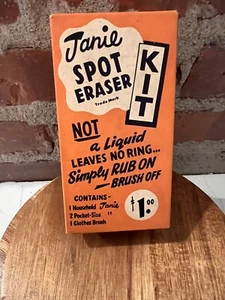 Janie
SPOT
ERASER
Trade Mark
KIT
NOT
a Liquid
LEAVES NO RING...
Simply RUB ON
— BRUSH OFF
CONTAINS-
1 Household Janie
2 Pocket-Size "
1 Clothes Brush
$1.00